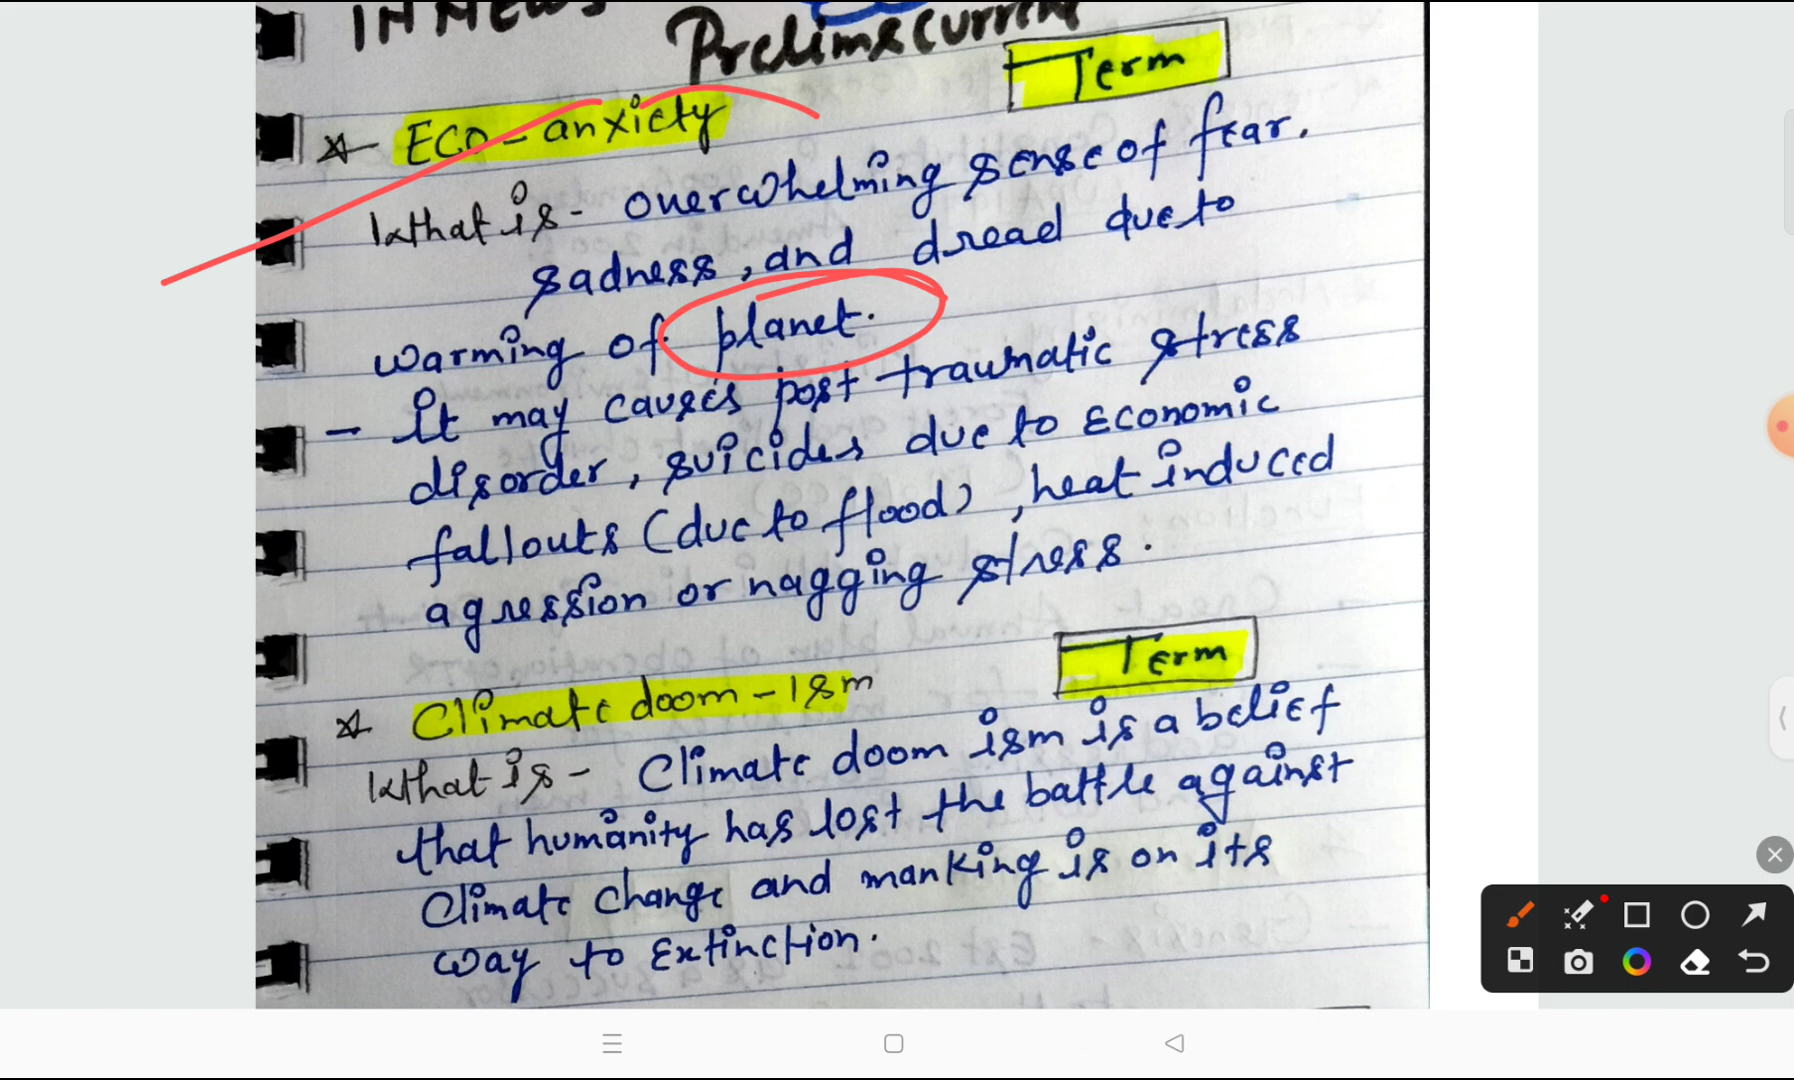 IN NEWS
Prelims current
Term
ECO - anxiety
What is - overwhelming sense of fear.
sadness, and dread due to
warming of planet.
- It may causes post traumatic stress
disorder, suicides due to Economic
fallouts (due to flood), heat induced
agression or nagging stress.
Term
Climate doom - ism
What is - Climate doom ism is a belief
that humanity has lost the battle against
Climate change and manking is on its
way to Extinction.